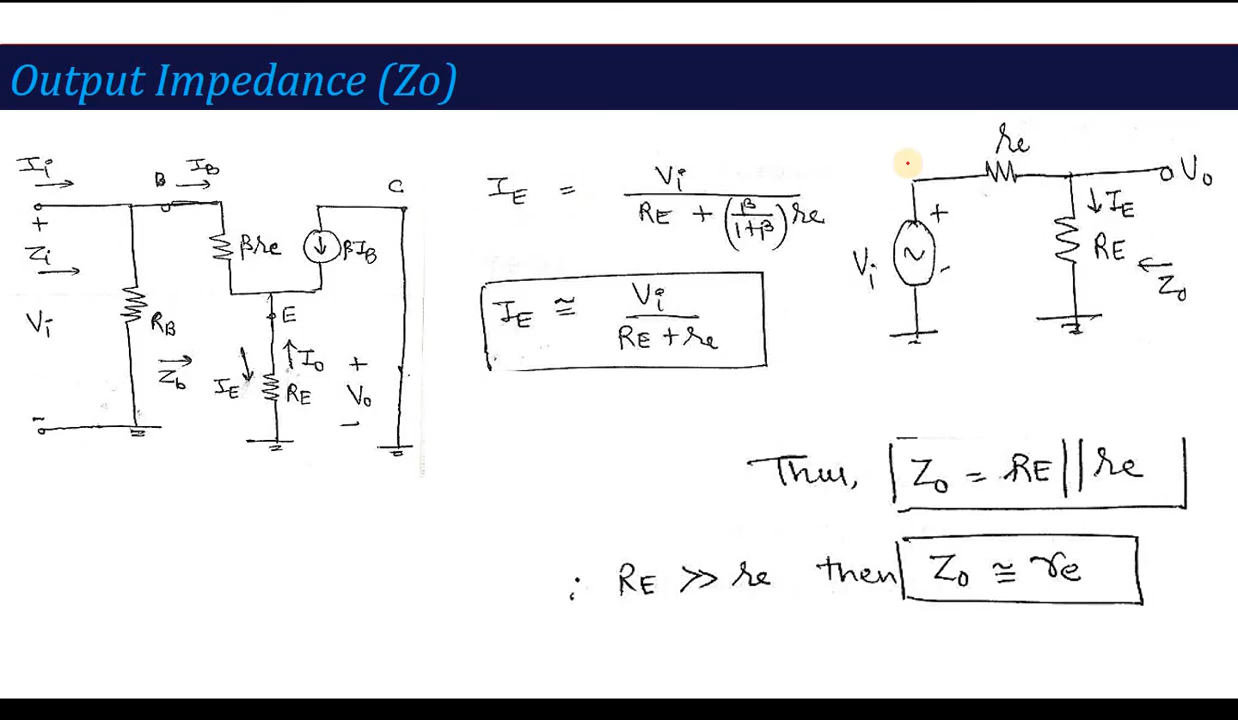 Output Impedance (Zo)
Ii
IB
B
C
+
Zi
βre
βIB
Vi
RB
E
Zb
IE
Io
RE
+
Vo
-
-
IE = Vi / (RE + (β/(1+β)) re)
IE ≅ Vi / (RE + re)
re
Vo
+
IE
Vi
-
RE
Zo
Thus, Zo = RE || re
∴ RE >> re then Zo ≅ re